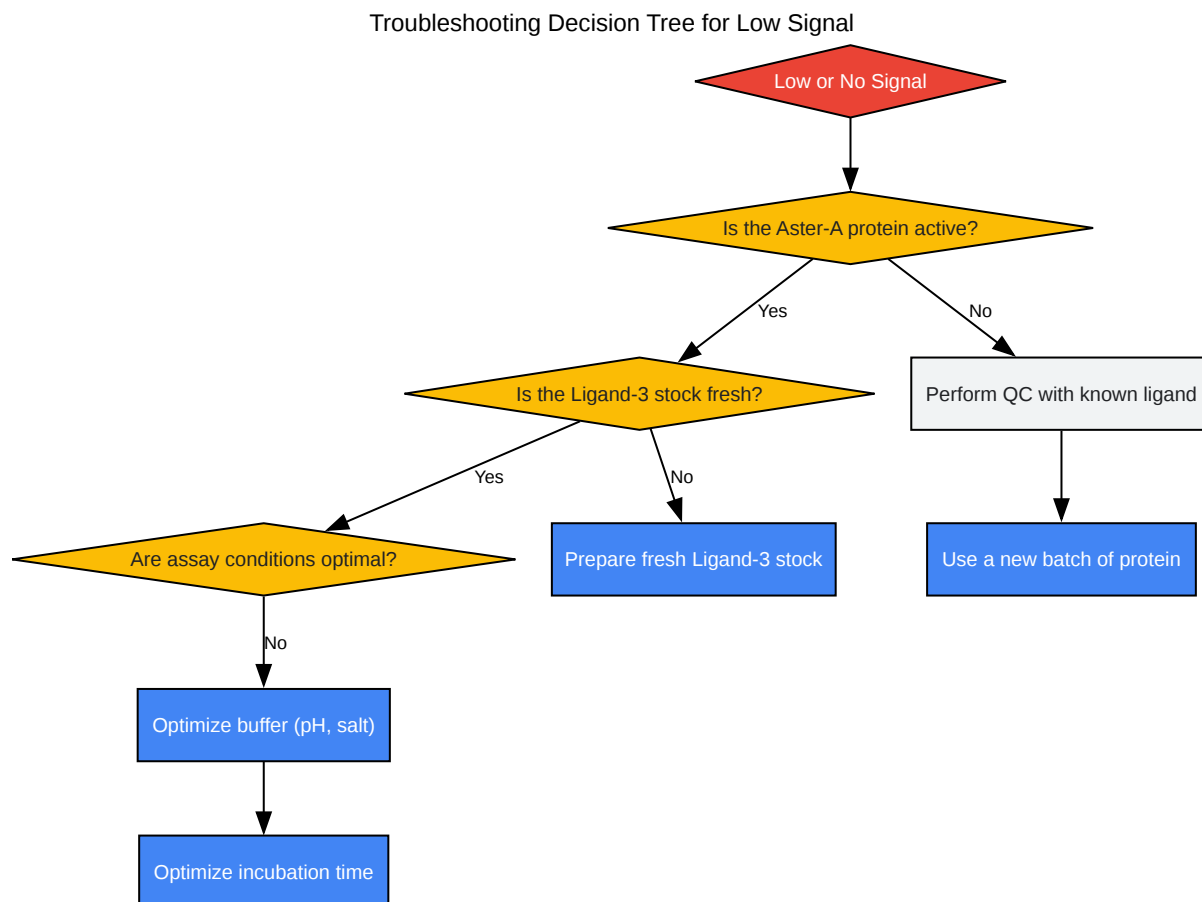 Troubleshooting Decision Tree for Low Signal
Low or No Signal
Is the Aster-A protein active?
Yes
No
Is the Ligand-3 stock fresh?
Perform QC with known ligand
Yes
No
Are assay conditions optimal?
Prepare fresh Ligand-3 stock
Use a new batch of protein
No
Optimize buffer (pH, salt)
Optimize incubation time